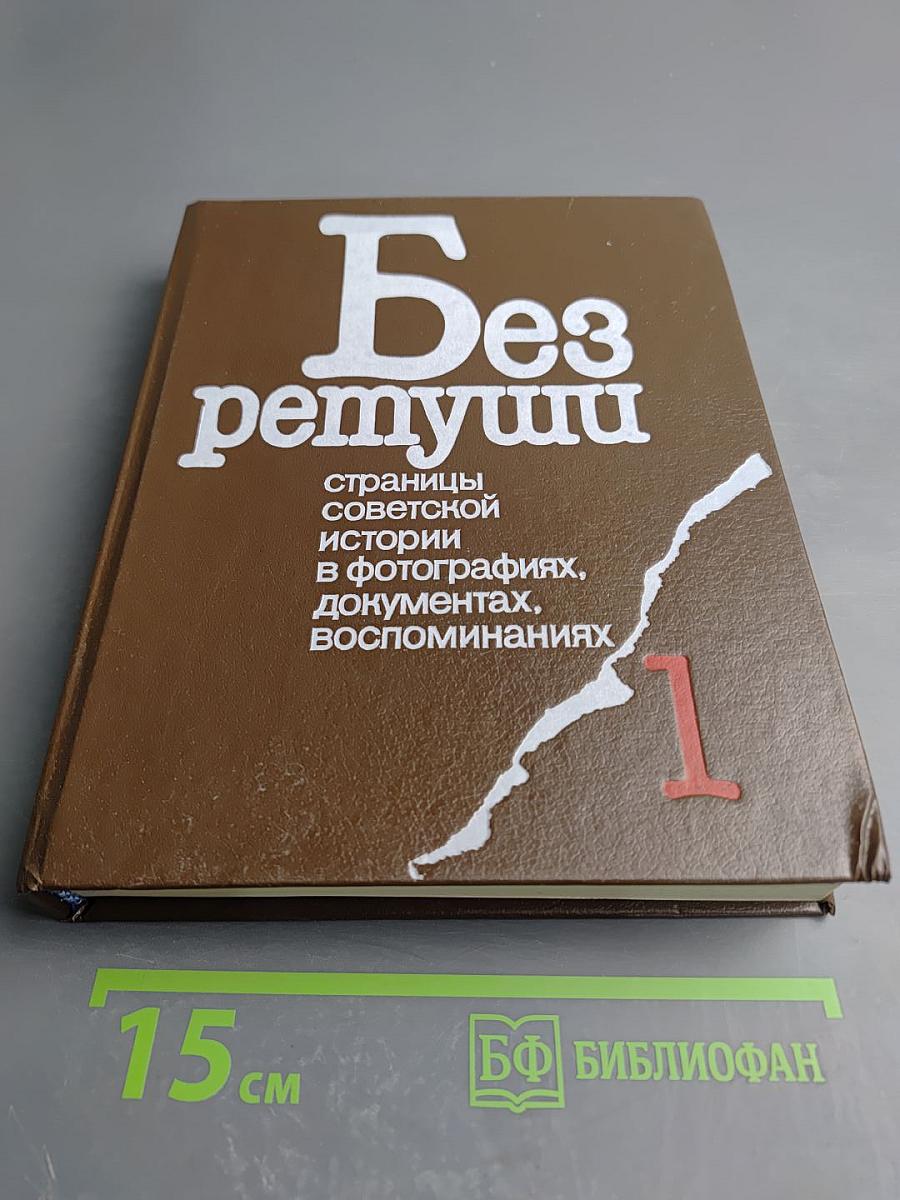 Без
ретуши
страницы
советской
истории
в фотографиях,
документах,
воспоминаниях
1
15 см
БФ БИБЛИОФАН